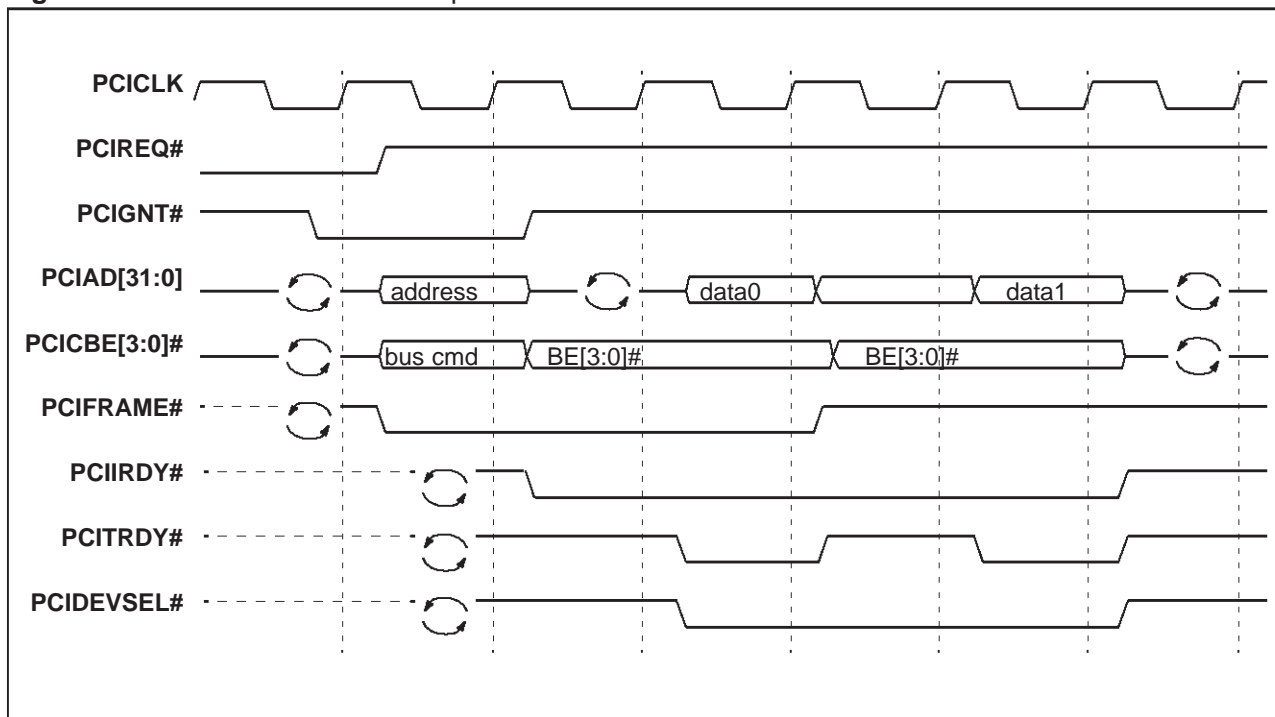 PCICLK
PCIREQ#
PCIGNT#
PCIAD[31:0]
address
data0
data1
PCICBE[3:0]#
bus cmd
BE[3:0]#
BE[3:0]#
PCIFRAME#
PCIIRDY#
PCITRDY#
PCIDEVSEL#